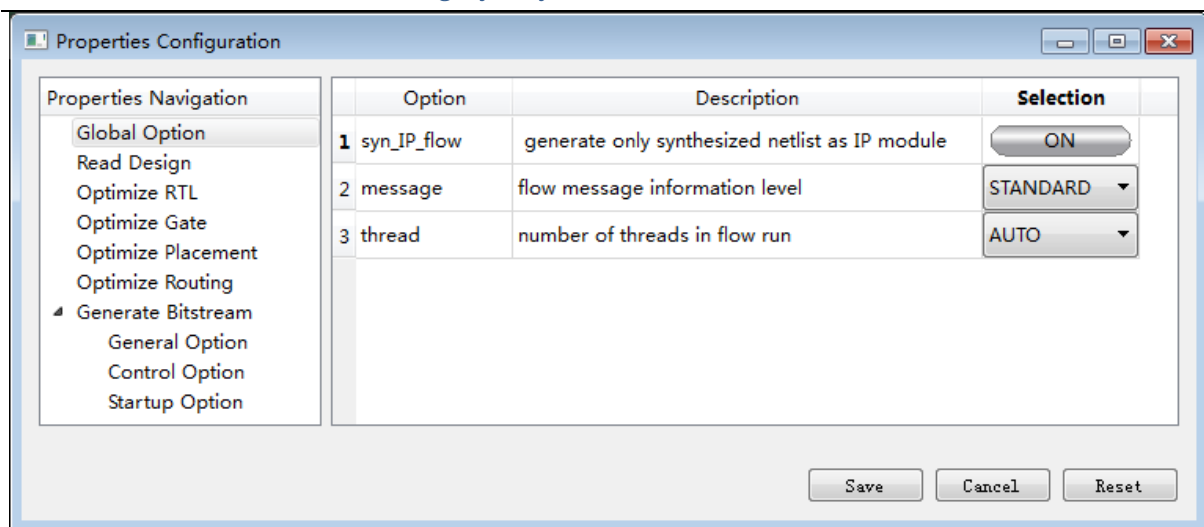 Properties Configuration
Properties Navigation
Global Option
Read Design
Optimize RTL
Optimize Gate
Optimize Placement
Optimize Routing
Generate Bitstream
General Option
Control Option
Startup Option
Option Description Selection
1 syn_IP_flow generate only synthesized netlist as IP module ON
2 message flow message information level STANDARD
3 thread number of threads in flow run AUTO
Save Cancel Reset